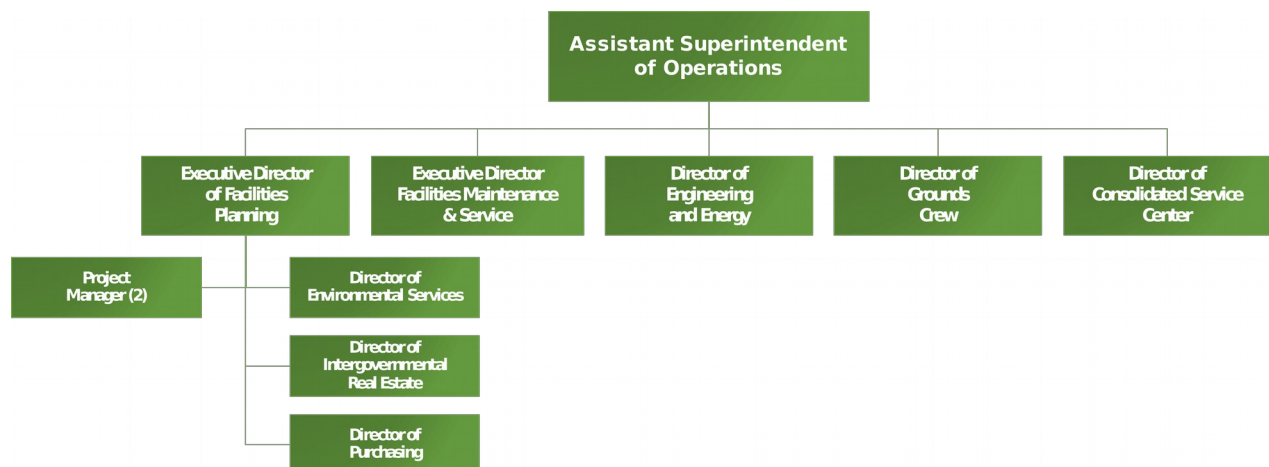 Assistant Superintendent
of Operations
Executive Director
of Facilities
Planning
Executive Director
Facilities Maintenance
& Service
Director of
Engineering
and Energy
Director of
Grounds
Crew
Director of
Consolidated Service
Center
Project
Manager (2)
Director of
Environmental Services
Director of
Intergovernmental
Real Estate
Director of
Purchasing